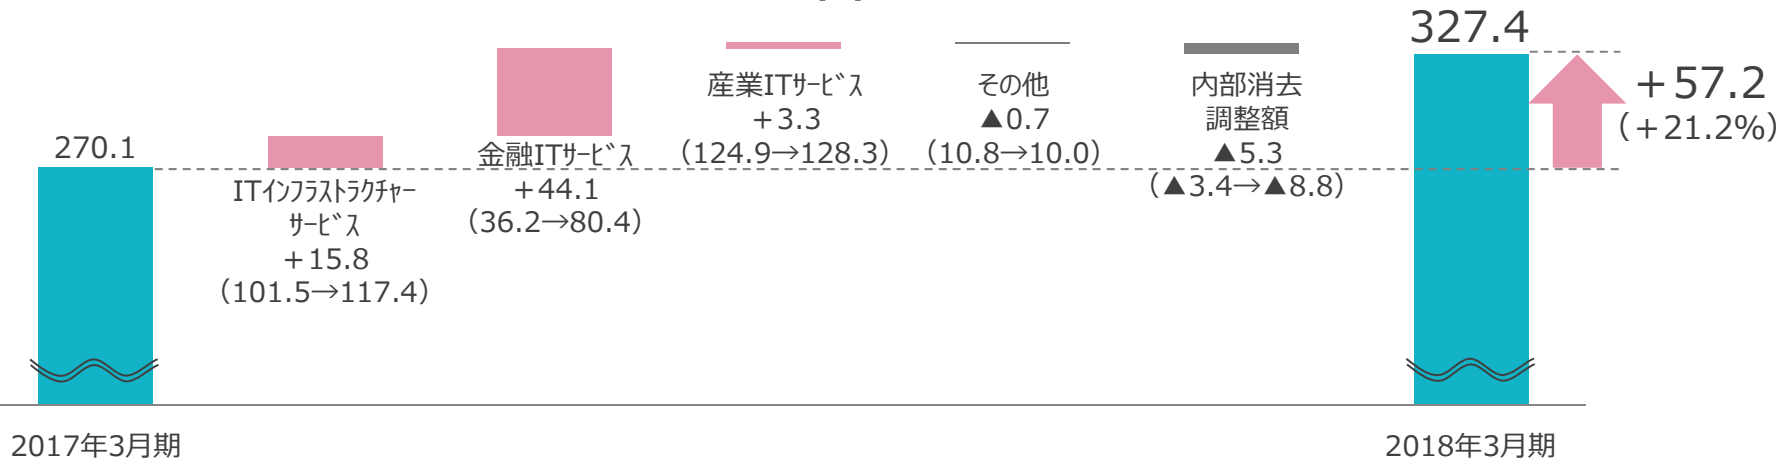 270.1
ITｲﾝﾌﾗｽﾄﾗｸﾁｬｰ
ｻｰﾋﾞｽ
＋15.8
（101.5→117.4）
金融ITｻｰﾋﾞｽ
＋44.1
（36.2→80.4）
産業ITｻｰﾋﾞｽ
＋3.3
（124.9→128.3）
その他
▲0.7
（10.8→10.0）
内部消去
調整額
▲5.3
（▲3.4→▲8.8）
327.4
＋57.2
（＋21.2%）
2017年3月期
2018年3月期